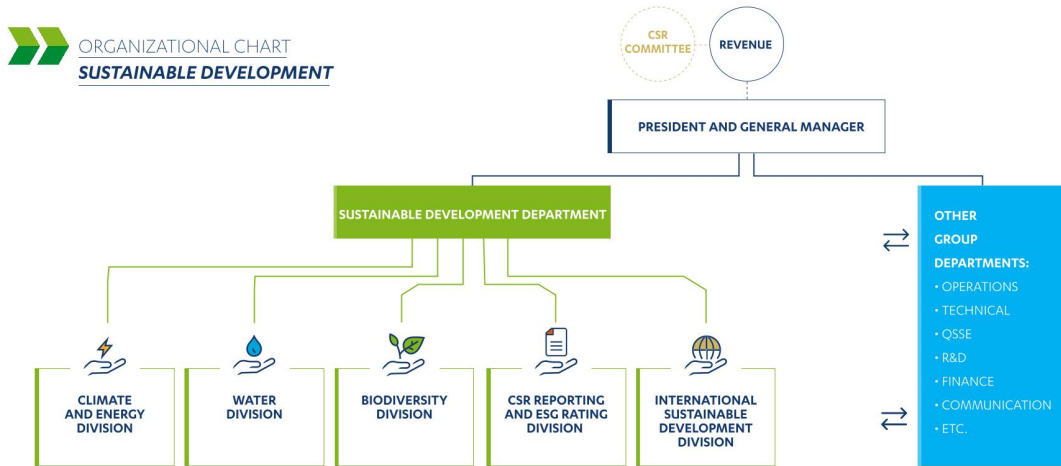 ORGANIZATIONAL CHART
SUSTAINABLE DEVELOPMENT
CSR
COMMITTEE
REVENUE
PRESIDENT AND GENERAL MANAGER
SUSTAINABLE DEVELOPMENT DEPARTMENT
CLIMATE
AND ENERGY
DIVISION
WATER
DIVISION
BIODIVERSITY
DIVISION
CSR REPORTING
AND ESG RATING
DIVISION
INTERNATIONAL
SUSTAINABLE
DEVELOPMENT
DIVISION
OTHER
GROUP
DEPARTMENTS:
• OPERATIONS
• TECHNICAL
• QSSE
• R&D
• FINANCE
• COMMUNICATION
• ETC.